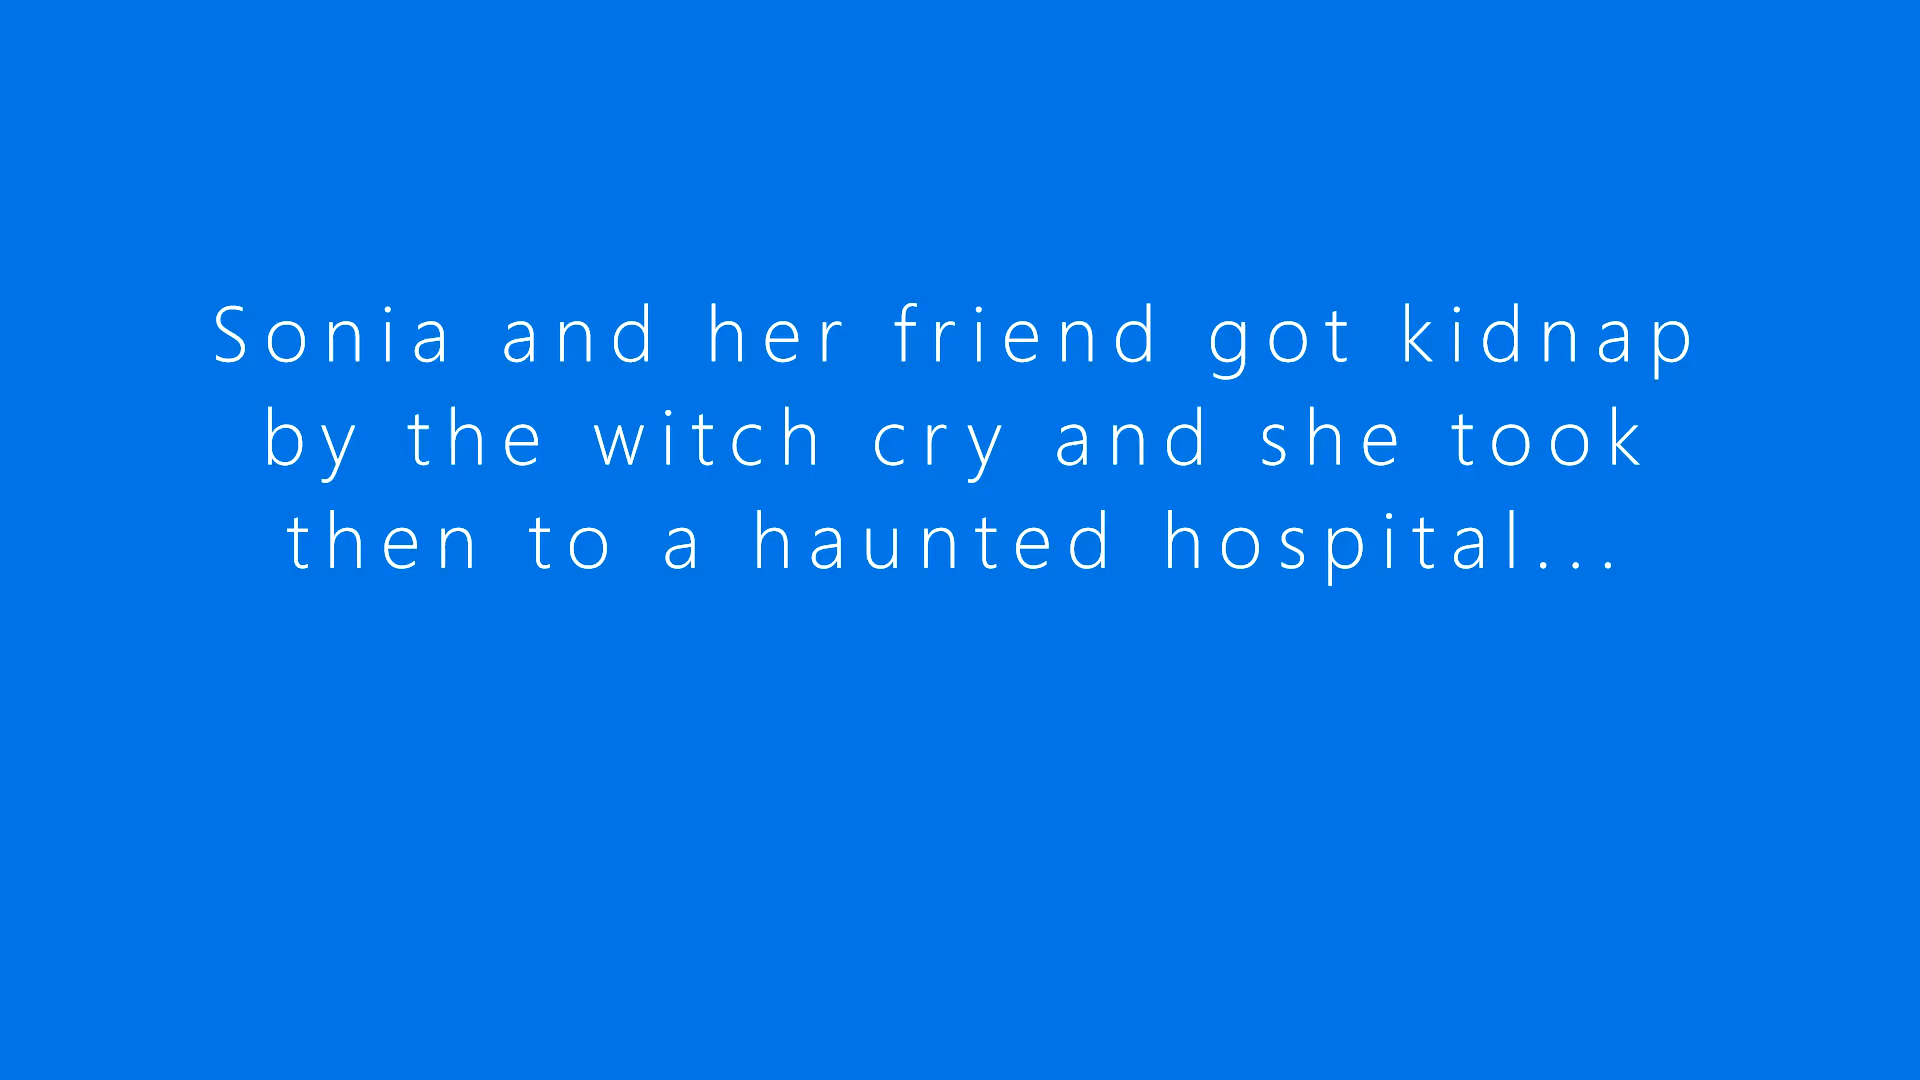 Sonia and her friend got kidnap
by the witch cry and she took
then to a haunted hospital...